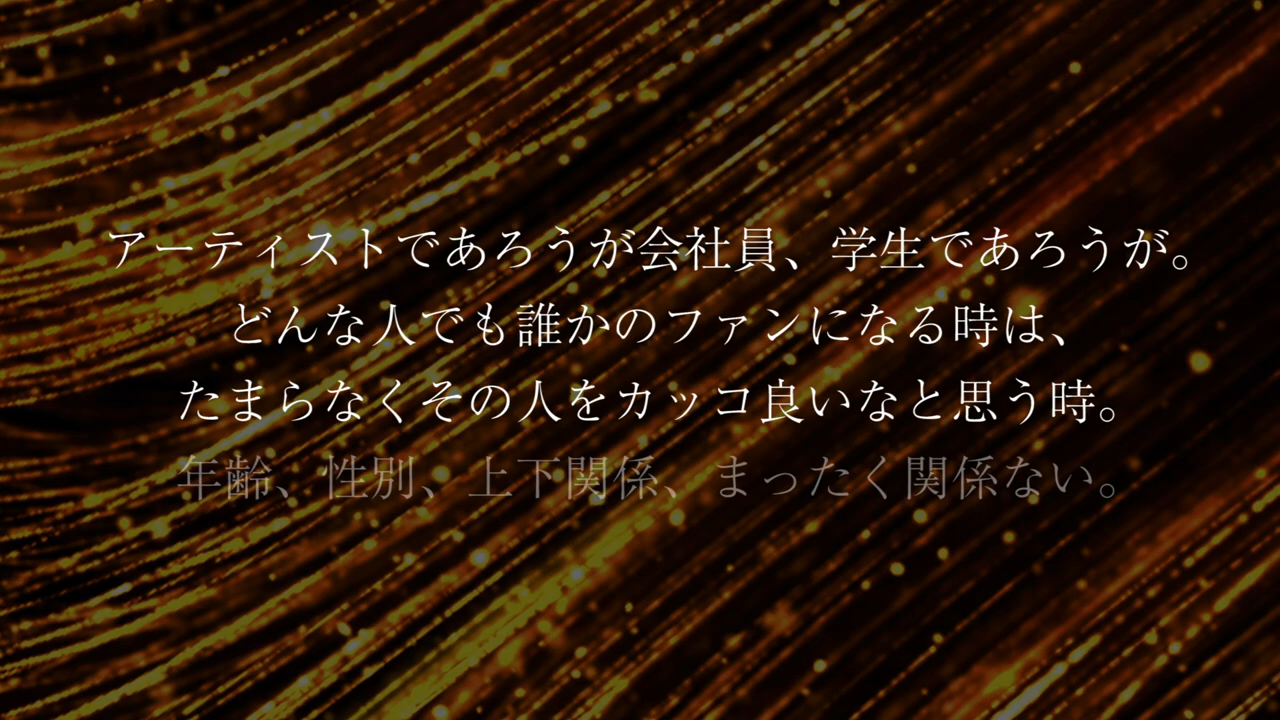 アーティストであろうが会社員、学生であろうが。
どんな人でも誰かのファンになる時は、
たまらなくその人をカッコ良いなと思う時。
年齢、性別、上下関係、まったく関係ない。